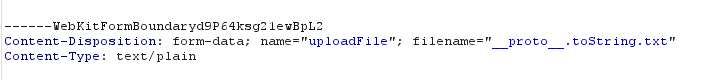 ------WebKitFormBoundaryd9P64ksg21ewBpL2
Content-Disposition: form-data; name="uploadFile"; filename="__proto__.toString.txt"
Content-Type: text/plain